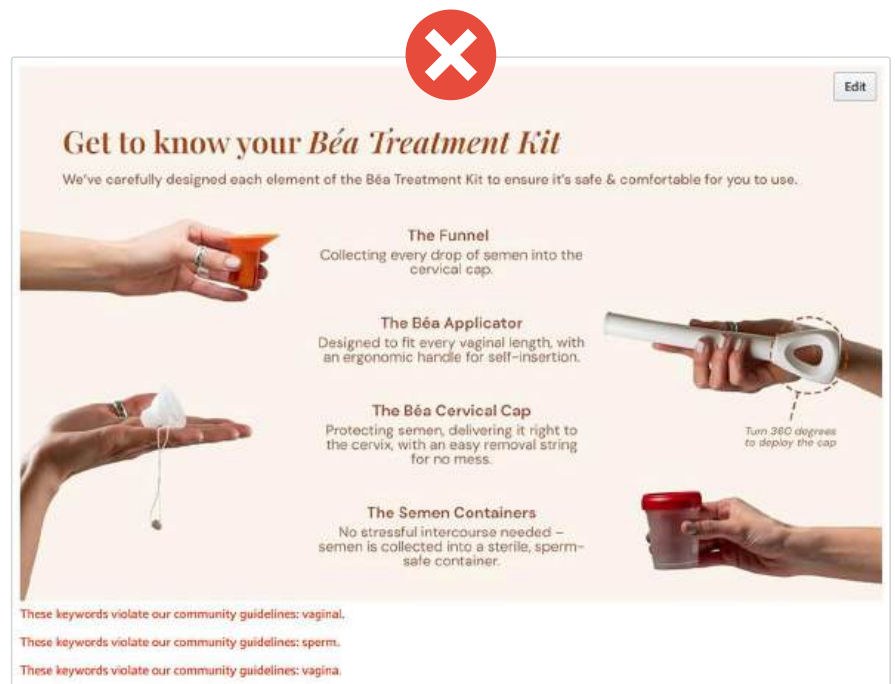 Edit
Get to know your Béa Treatment Kit
We've carefully designed each element of the Béa Treatment Kit to ensure it's safe & comfortable for you to use.
The Funnel
Collecting every drop of semen into the
cervical cap.
The Béa Applicator
Designed to fit every vaginal length, with
an ergonomic handle for self-insertion.
Turn 360 degrees
to deploy the cap
The Béa Cervical Cap
Protecting semen, delivering it right to
the cervix, with an easy removal string
for no mess.
The Semen Containers
No stressful intercourse needed –
semen is collected into a sterile, sperm-
safe container.
These keywords violate our community guidelines: vaginal.
These keywords violate our community guidelines: sperm.
These keywords violate our community guidelines: vagina.